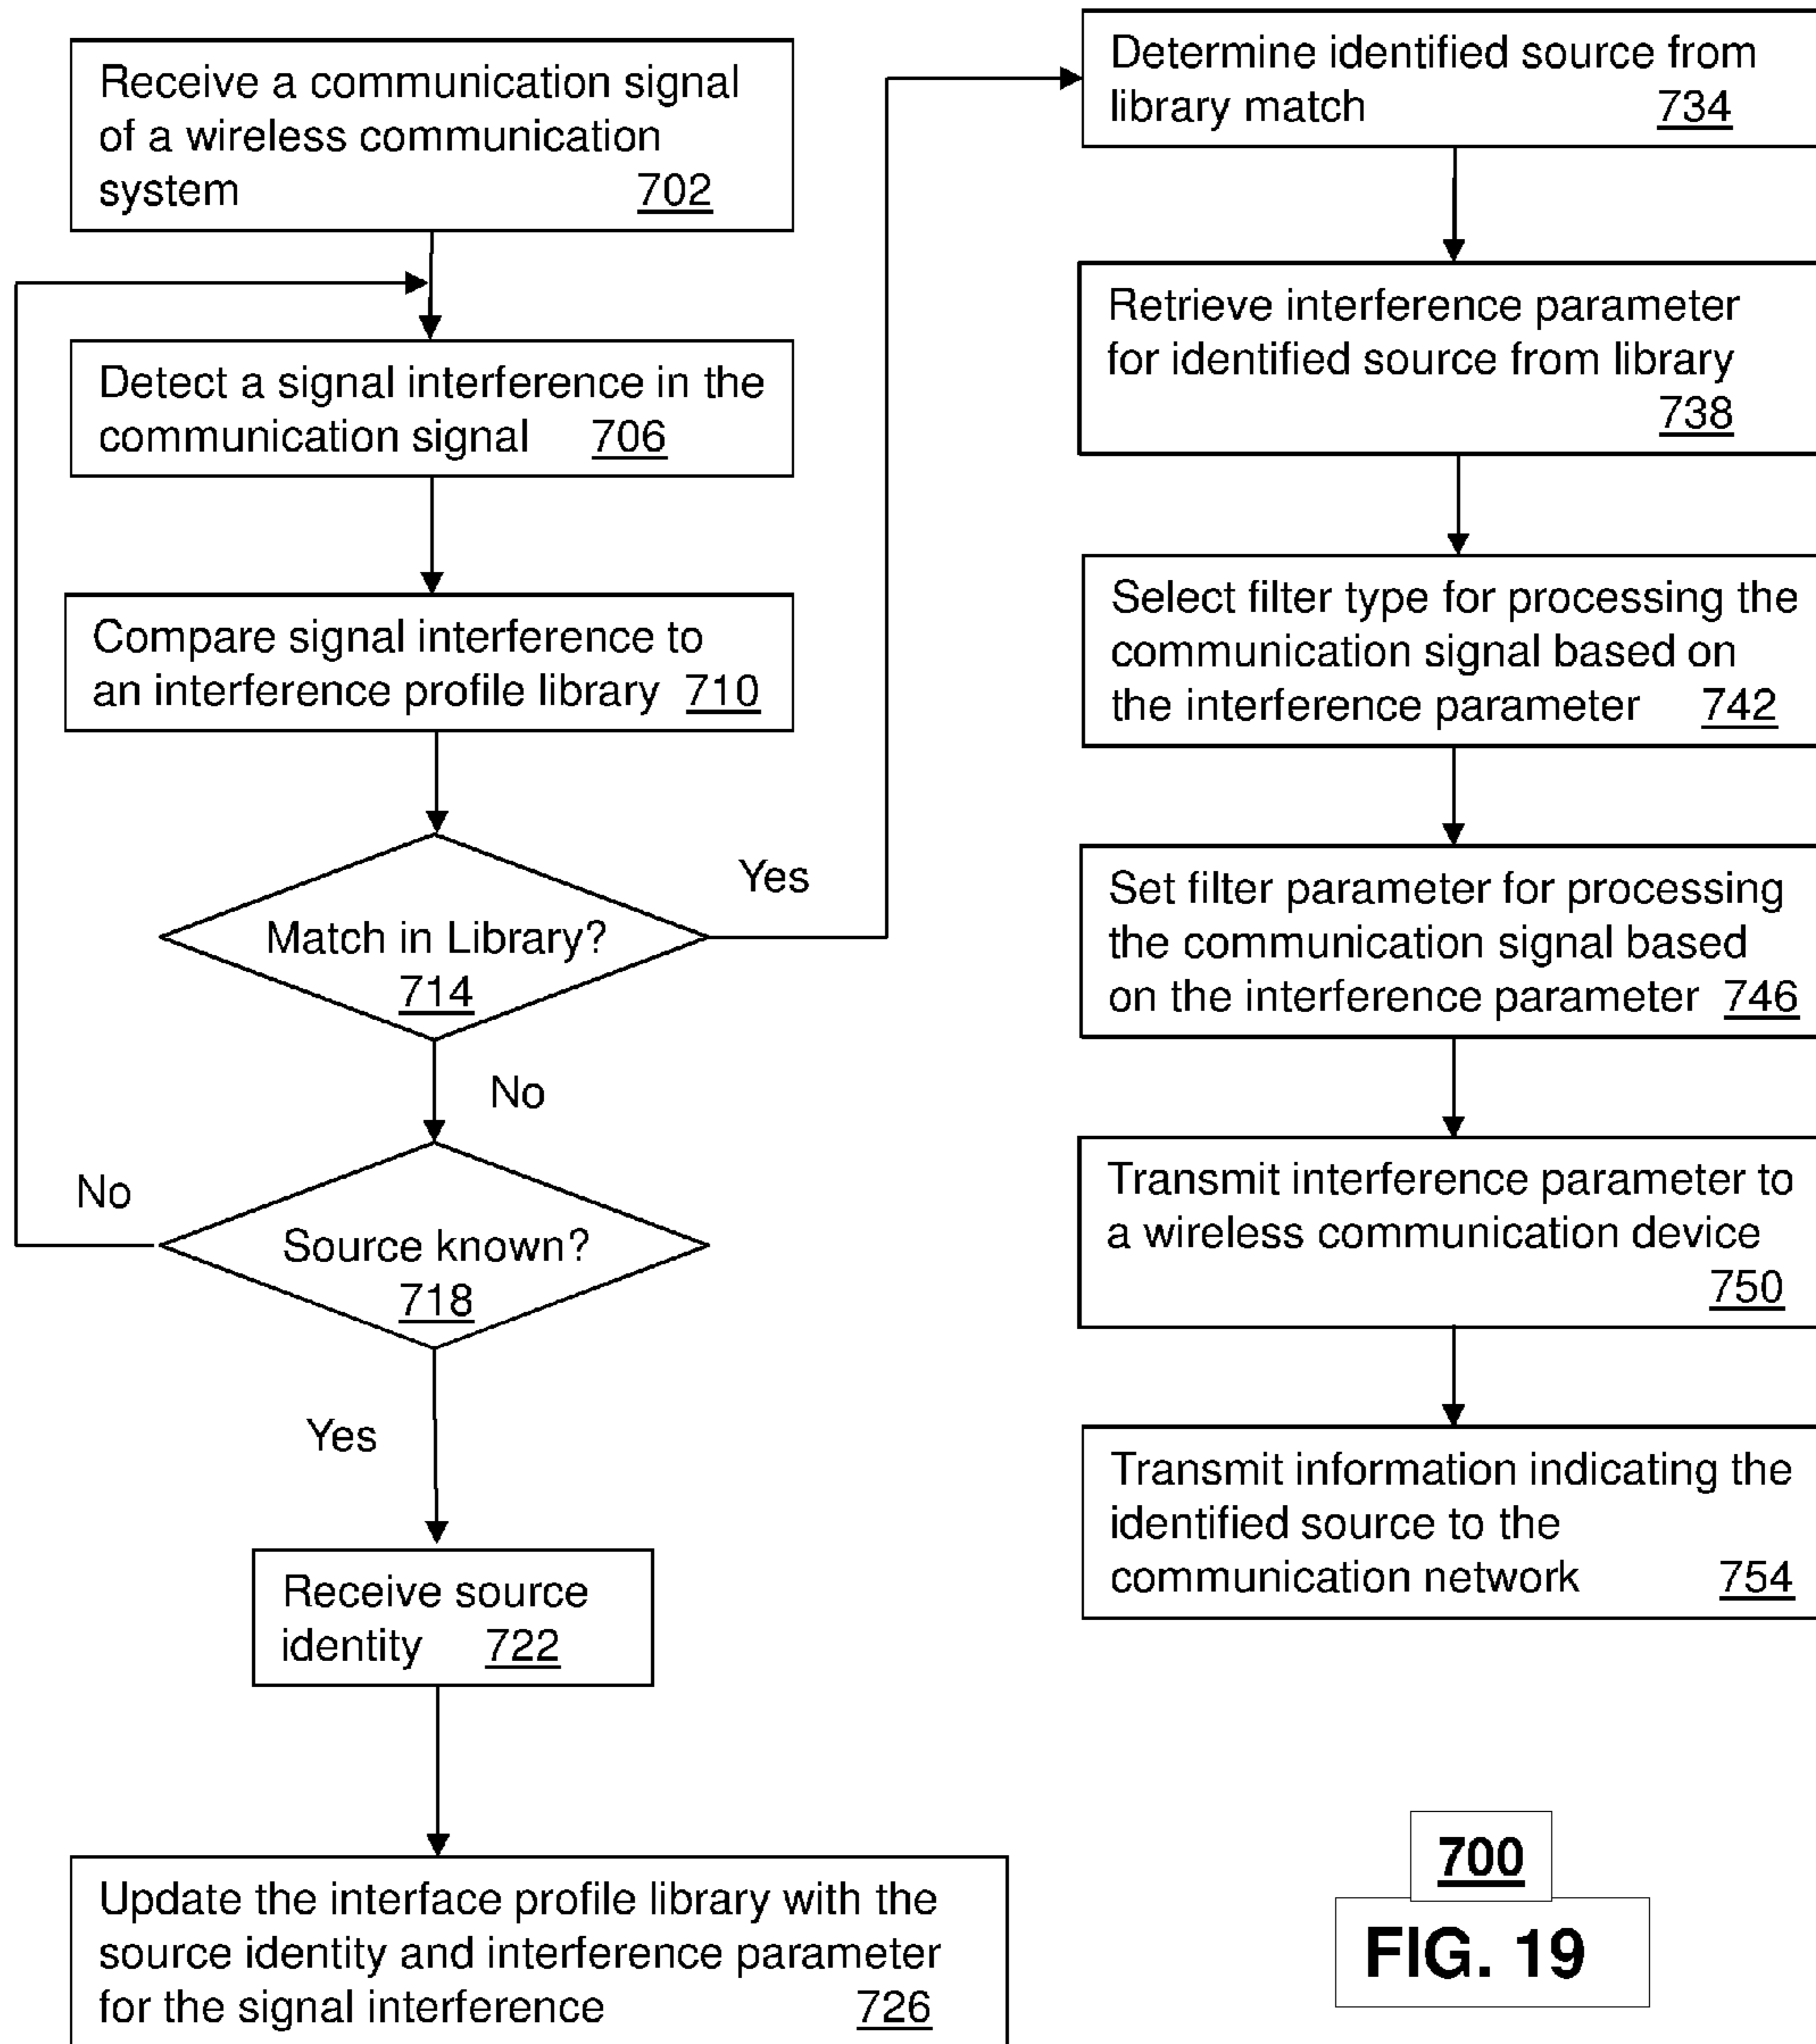 Receive a communication signal
of a wireless communication
system 702
Detect a signal interference in the
communication signal 706
Compare signal interference to
an interference profile library 710
Match in Library?
714
Yes
No
Source known?
718
No
Yes
Receive source
identity 722
Update the interface profile library with the
source identity and interference parameter
for the signal interference 726
Determine identified source from
library match 734
Retrieve interference parameter
for identified source from library
738
Select filter type for processing the
communication signal based on
the interference parameter 742
Set filter parameter for processing
the communication signal based
on the interference parameter 746
Transmit interference parameter to
a wireless communication device
750
Transmit information indicating the
identified source to the
communication network 754
700
FIG. 19